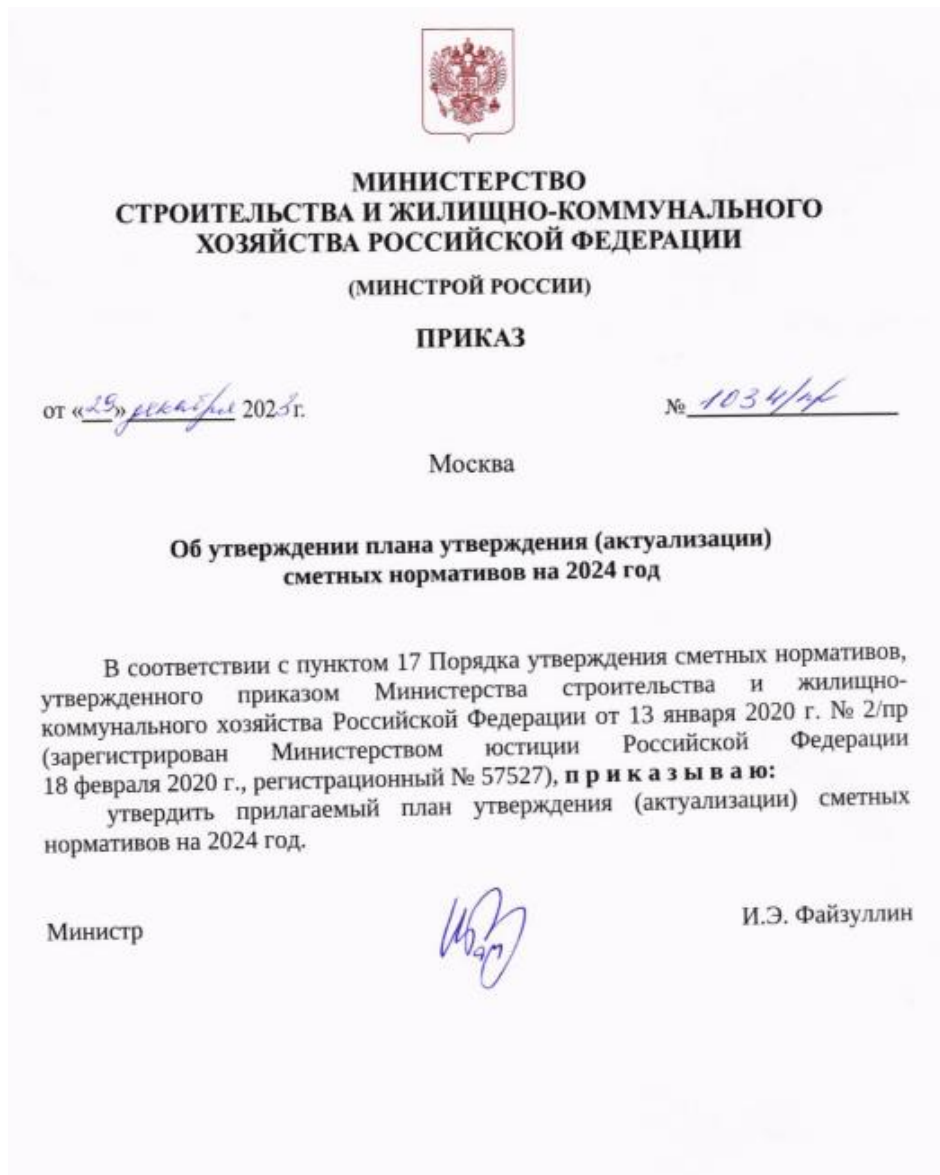 МИНИСТЕРСТВО
СТРОИТЕЛЬСТВА И ЖИЛИЩНО-КОММУНАЛЬНОГО
ХОЗЯЙСТВА РОССИЙСКОЙ ФЕДЕРАЦИИ
(МИНСТРОЙ РОССИИ)
ПРИКАЗ
от «29» декабря 2023 г. № 1034/пр
Москва
Об утверждении плана утверждения (актуализации)
сметных нормативов на 2024 год
В соответствии с пунктом 17 Порядка утверждения сметных нормативов,
утвержденного приказом Министерства строительства и жилищно-
коммунального хозяйства Российской Федерации от 13 января 2020 г. № 2/пр
(зарегистрирован Министерством юстиции Российской Федерации
18 февраля 2020 г., регистрационный № 57527), п р и к а з ы в а ю:
утвердить прилагаемый план утверждения (актуализации) сметных
нормативов на 2024 год.
Министр И.Э. Файзуллин